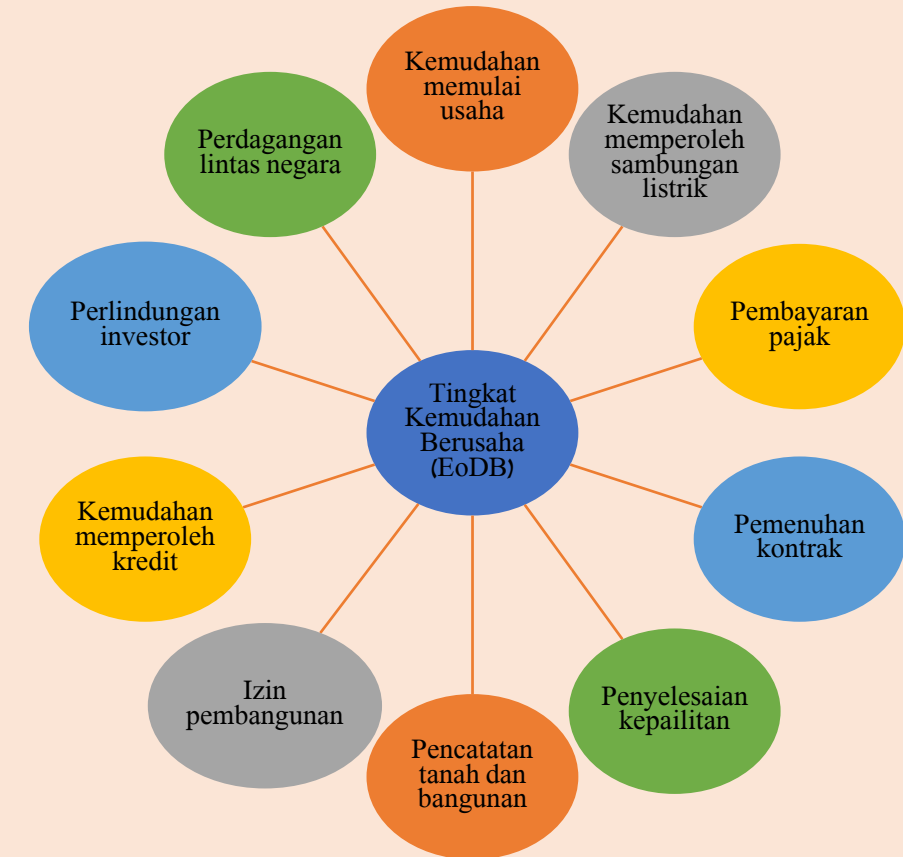 Kemudahan
memulai
usaha
Kemudahan
memperoleh
sambungan
listrik
Pembayaran
pajak
Pemenuhan
kontrak
Penyelesaian
kepailitan
Pencatatan
tanah dan
bangunan
Izin
pembangunan
Kemudahan
memperoleh
kredit
Perlindungan
investor
Perdagangan
lintas negara
Tingkat
Kemudahan
Berusaha
(EoDB)